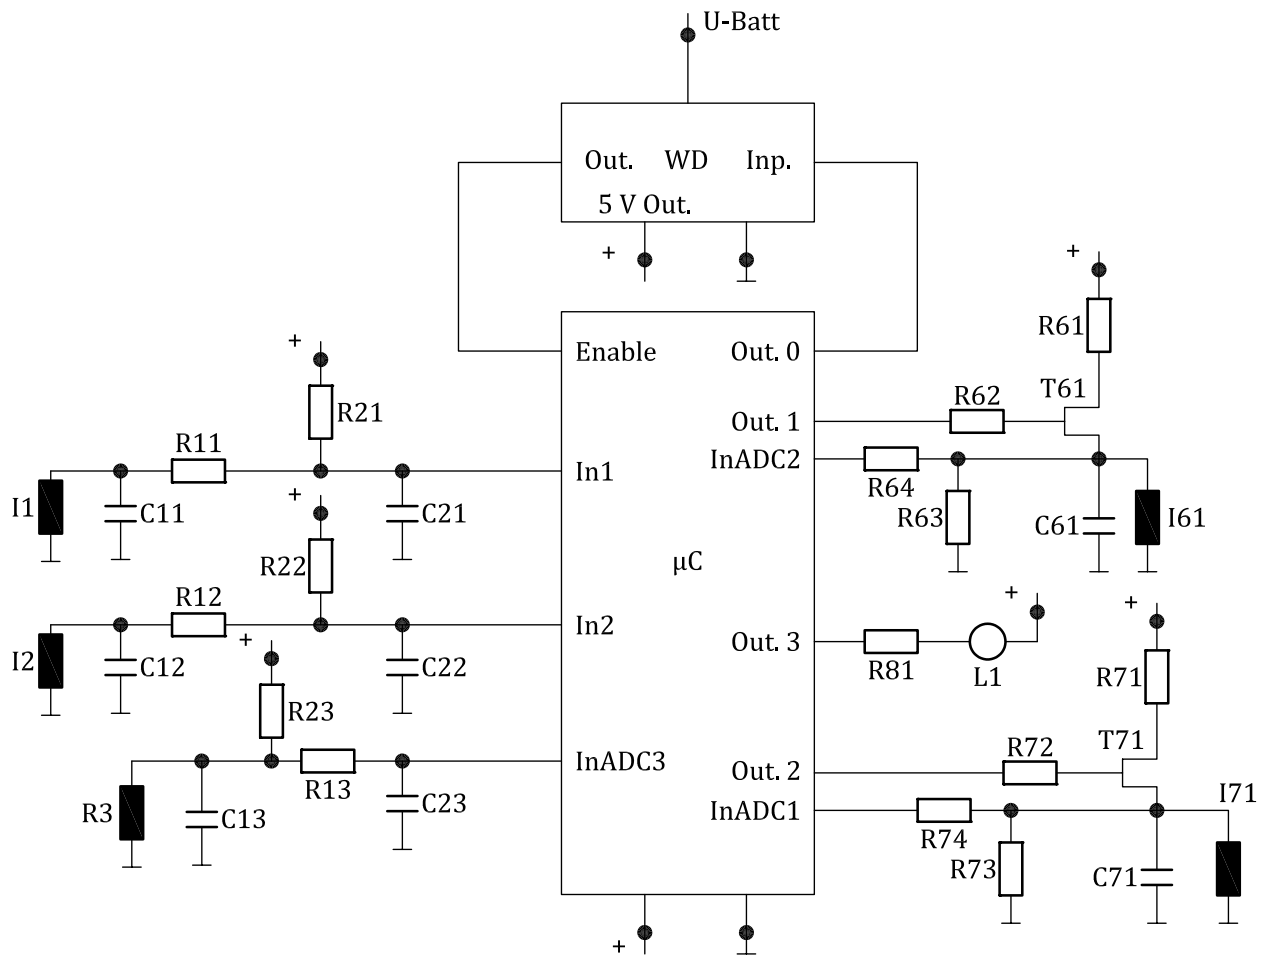 U-Batt
Out. WD Inp.
5 V Out.
+
+
R61
+
Enable
Out. 0
R21
R62
T61
Out. 1
R11
In1
InADC2
R64
+
I1
C11
C21
R63
C61
I61
R22
µC
R12
+
+
In2
Out. 3
+
I2
C12
C22
R81
L1
R71
R23
T71
R72
InADC3
Out. 2
R13
I71
R3
C13
C23
InADC1
R74
R73
C71
+